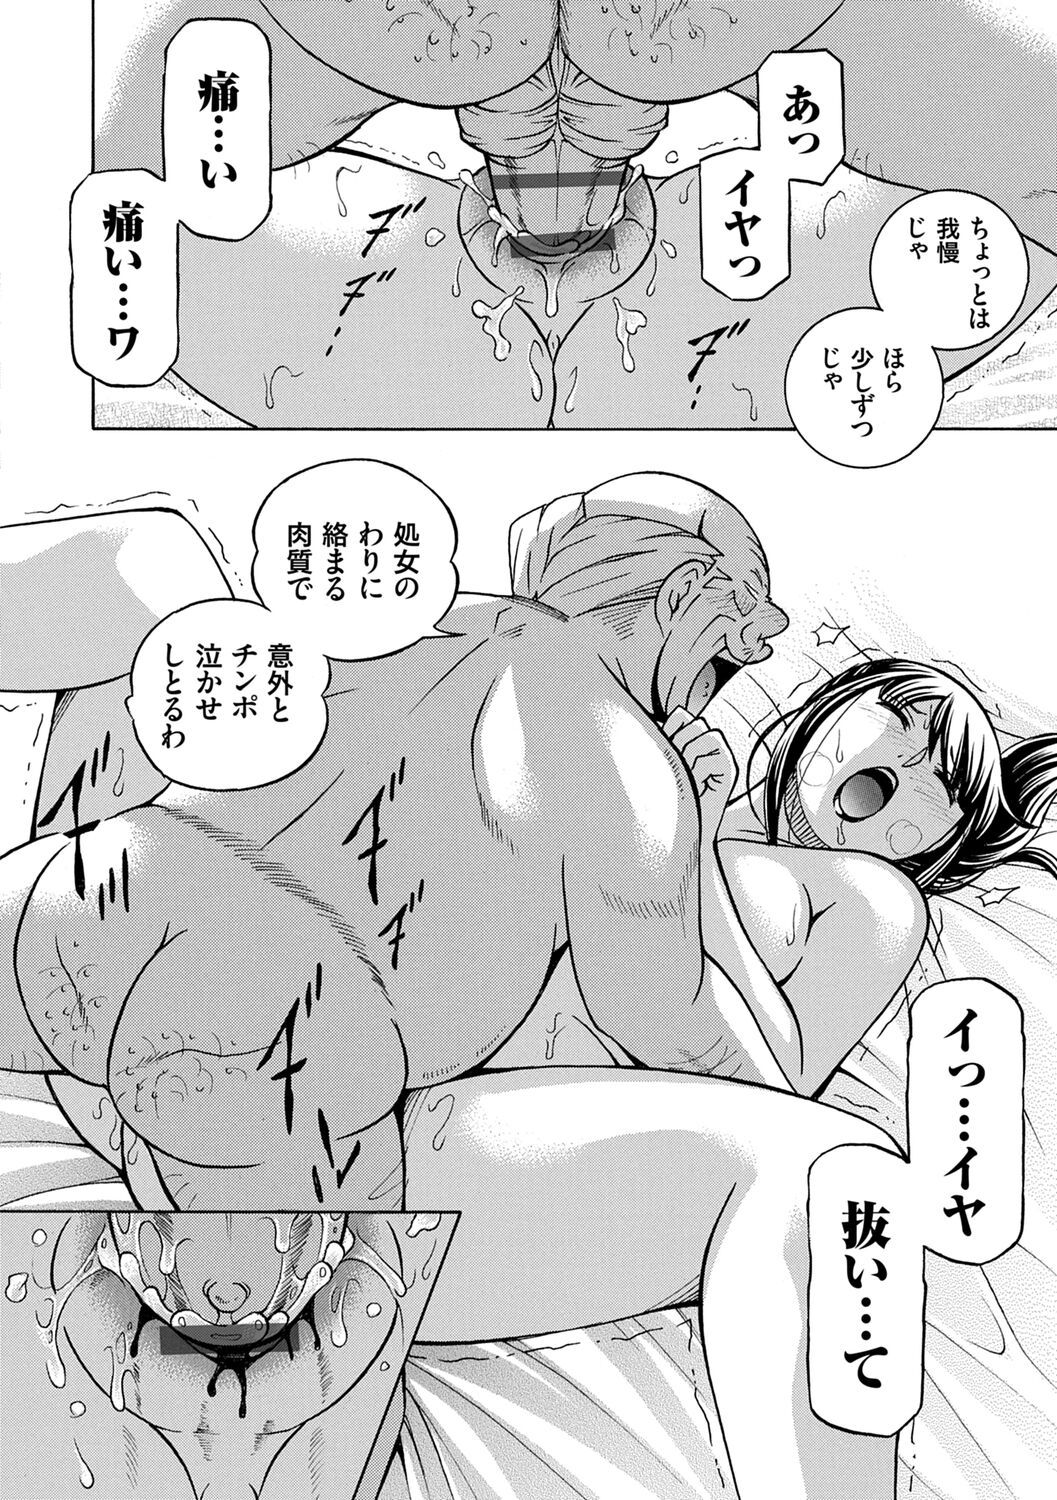 あっ
イヤっ
ちょっとは
我慢
じゃ
ほら
少しずつ
じゃ
痛…い
痛い…ワ
ズ゛
ズ゛
ズ゛
処女の
わりに
絡まる
肉質で
意外と
チンポ
泣かせ
しとるわ
イっ…イヤ
抜い…て